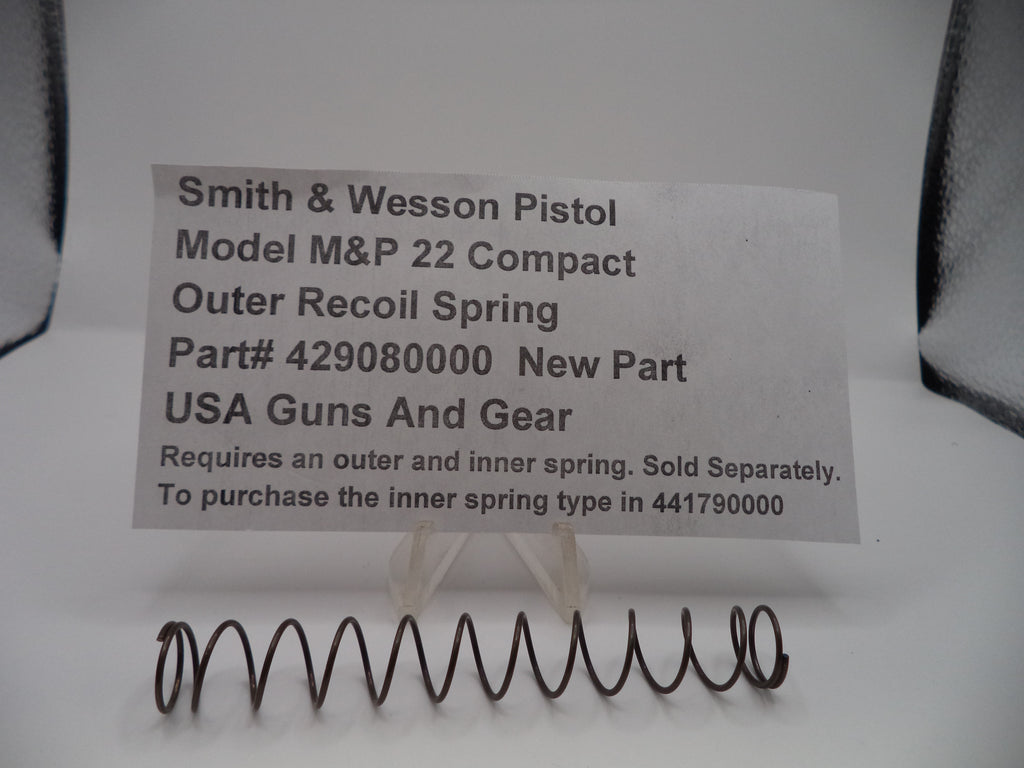 Smith & Wesson Pistol
Model M&P 22 Compact
Outer Recoil Spring
Part# 429080000 New Part
USA Guns And Gear
Requires an outer and inner spring. Sold Separately.
To purchase the inner spring type in 441790000